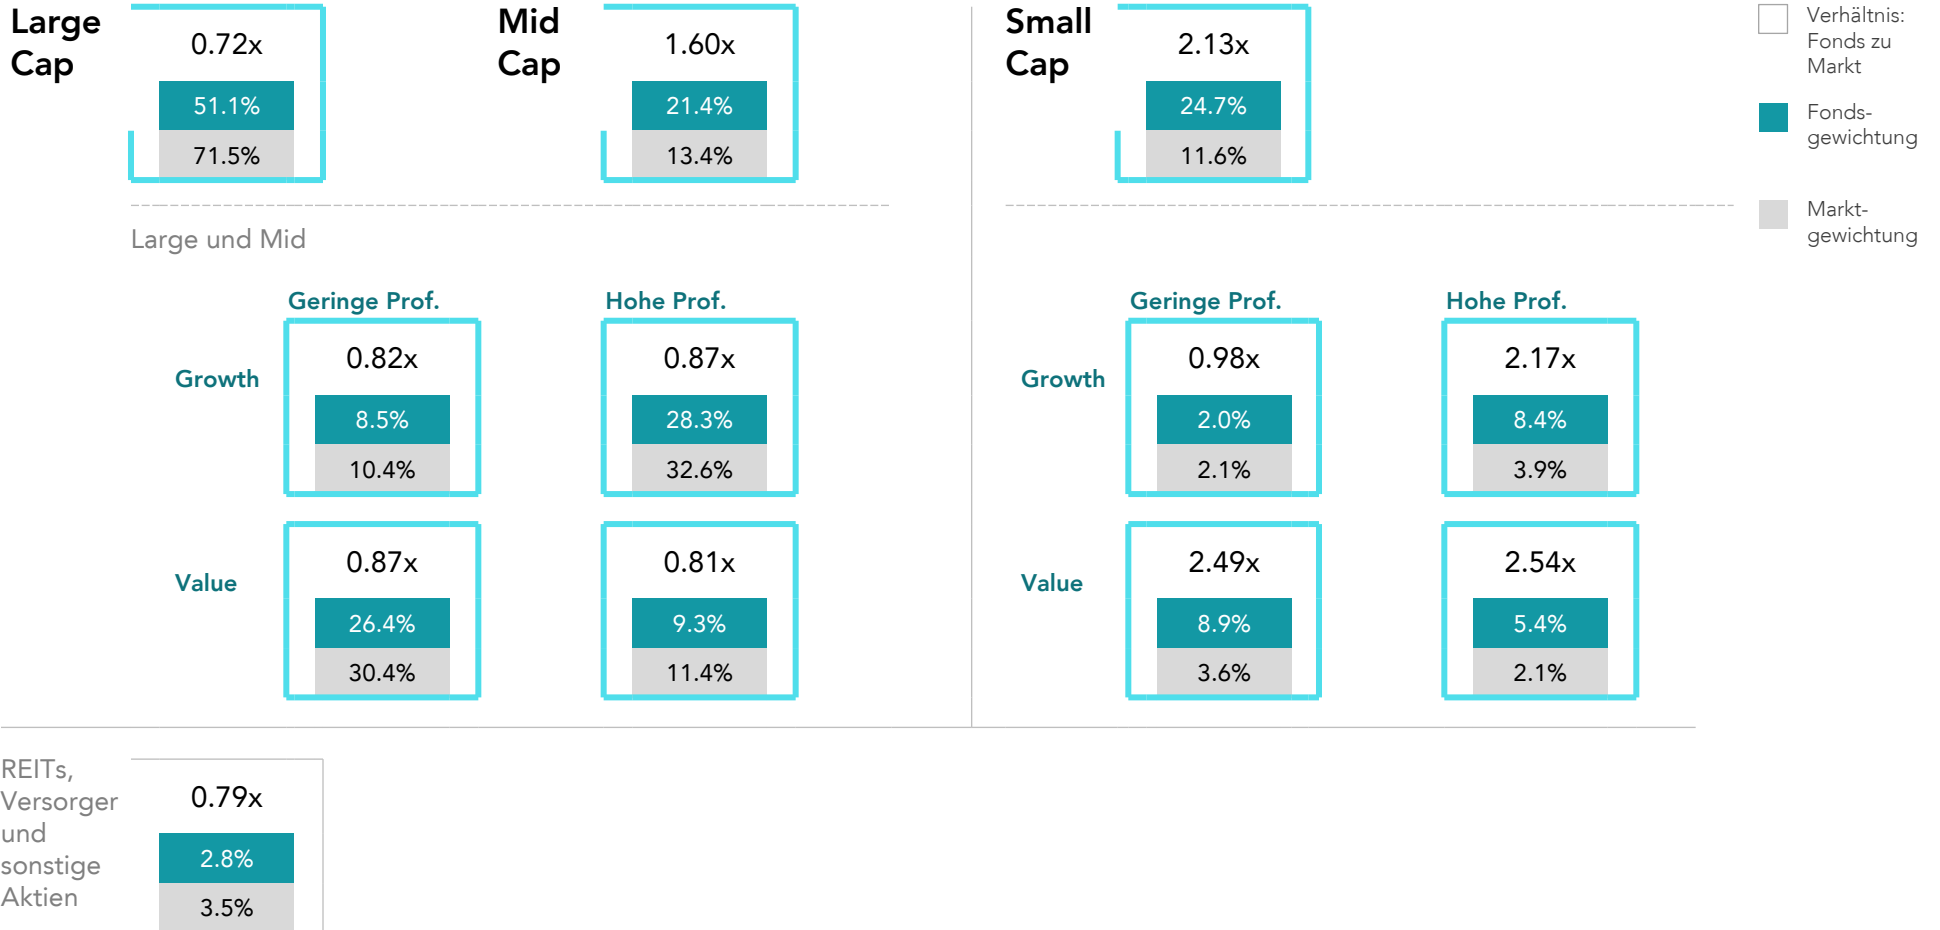 Large
Cap
0.72x
51.1%
71.5%
Mid
Cap
1.60x
21.4%
13.4%
Small
Cap
2.13x
24.7%
11.6%
Verhältnis:
Fonds zu
Markt
Fonds-
gewichtung
Markt-
gewichtung
Large und Mid
Geringe Prof.
Hohe Prof.
Growth
0.82x
8.5%
10.4%
0.87x
28.3%
32.6%
Value
0.87x
26.4%
30.4%
0.81x
9.3%
11.4%
Geringe Prof.
Hohe Prof.
Growth
0.98x
2.0%
2.1%
2.17x
8.4%
3.9%
Value
2.49x
8.9%
3.6%
2.54x
5.4%
2.1%
REITs,
Versorger
und
sonstige
Aktien
0.79x
2.8%
3.5%